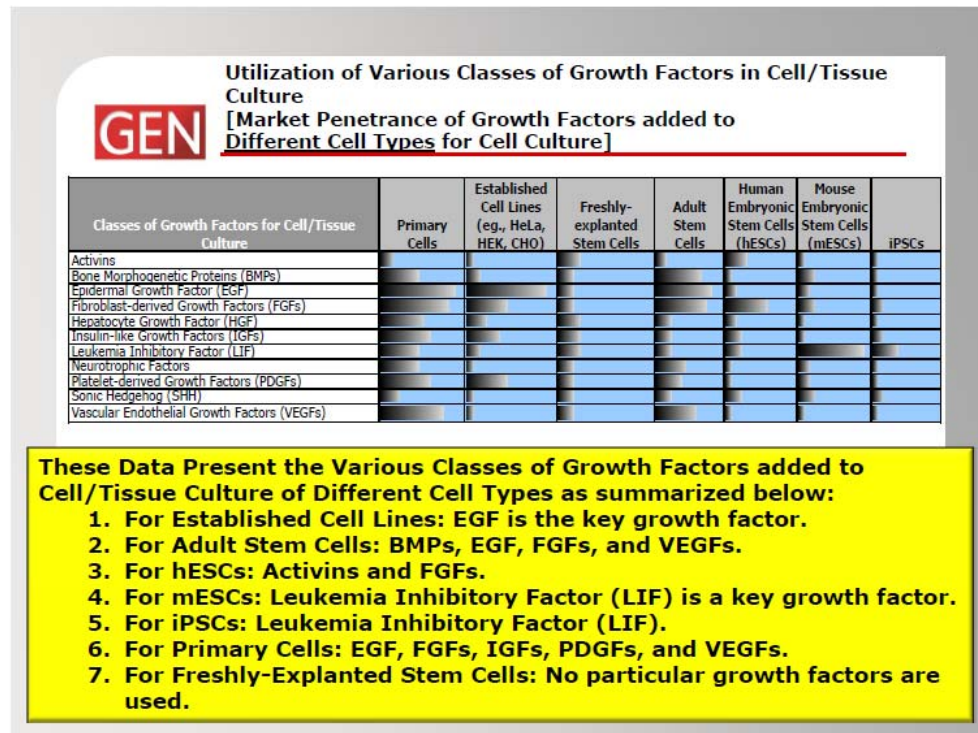 Utilization of Various Classes of Growth Factors in Cell/Tissue
Culture
[Market Penetrance of Growth Factors added to
Different Cell Types for Cell Culture]
GEN
Classes of Growth Factors for Cell/Tissue
Culture
Primary
Cells
Established
Cell Lines
(eg., HeLa,
HEK, CHO)
Freshly-
explanted
Stem Cells
Adult
Stem
Cells
Human
Embryonic
Stem Cells
(hESCs)
Mouse
Embryonic
Stem Cells
(mESCs)
iPSCs
Activins
Bone Morphogenetic Proteins (BMPs)
Epidermal Growth Factor (EGF)
Fibroblast-derived Growth Factors (FGFs)
Hepatocyte Growth Factor (HGF)
Insulin-like Growth Factors (IGFs)
Leukemia Inhibitory Factor (LIF)
Neurotrophic Factors
Platelet-derived Growth Factors (PDGFs)
Sonic Hedgehog (SHH)
Vascular Endothelial Growth Factors (VEGFs)
These Data Present the Various Classes of Growth Factors added to
Cell/Tissue Culture of Different Cell Types as summarized below:
1. For Established Cell Lines: EGF is the key growth factor.
2. For Adult Stem Cells: BMPs, EGF, FGFs, and VEGFs.
3. For hESCs: Activins and FGFs.
4. For mESCs: Leukemia Inhibitory Factor (LIF) is a key growth factor.
5. For iPSCs: Leukemia Inhibitory Factor (LIF).
6. For Primary Cells: EGF, FGFs, IGFs, PDGFs, and VEGFs.
7. For Freshly-Explanted Stem Cells: No particular growth factors are
used.